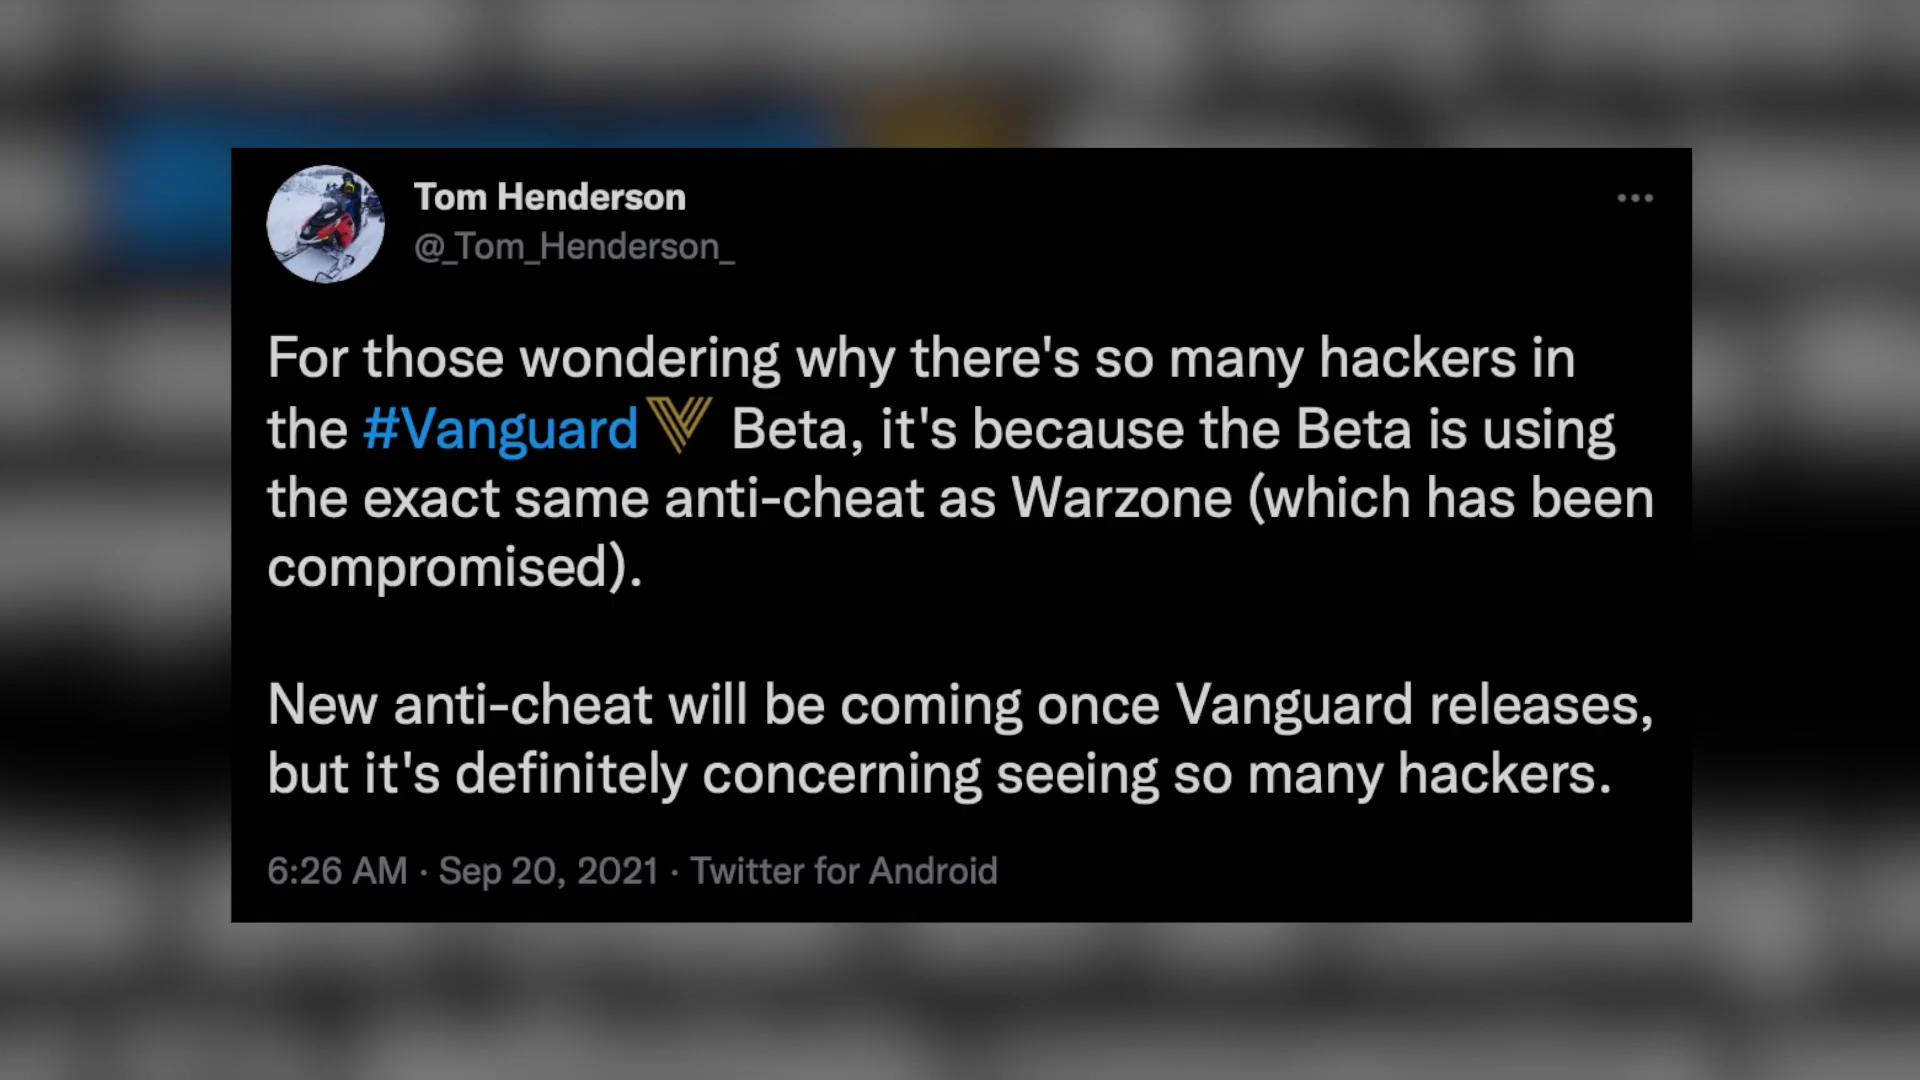 Tom Henderson
@_Tom_Henderson_
For those wondering why there's so many hackers in
the #Vanguard Beta, it's because the Beta is using
the exact same anti-cheat as Warzone (which has been
compromised).
New anti-cheat will be coming once Vanguard releases,
but it's definitely concerning seeing so many hackers.
6:26 AM · Sep 20, 2021 · Twitter for Android